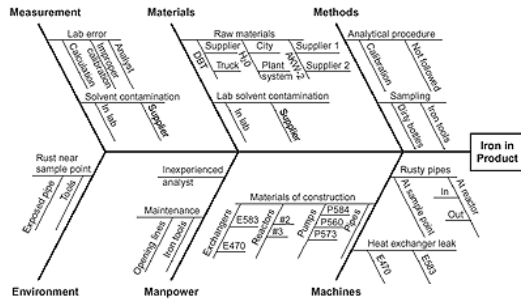 Measurement
Materials
Methods
Lab error
Calculation
Improper
calibration
Analyst
Solvent contamination
In lab
Supplier
Raw materials
DBT
Supplier
Truck
H₂0
City
Plant
system
AKW-2
Supplier 1
Supplier 2
Lab solvent contamination
In lab
Supplier
Analytical procedure
Calibration
Not followed
Sampling
Dirty bottles
Iron tools
Iron in
Product
Rust near
sample point
Exposed pipe
Tools
Inexperienced
analyst
Maintenance
Opening lines
Iron tools
Materials of construction
Exchangers
E583
E470
Reactors
#2
#3
Pumps
P584
P560
P573
Pipes
Rusty pipes
At sample point
In
Out
At reactor
Heat exchanger leak
E470
E583
Environment
Manpower
Machines